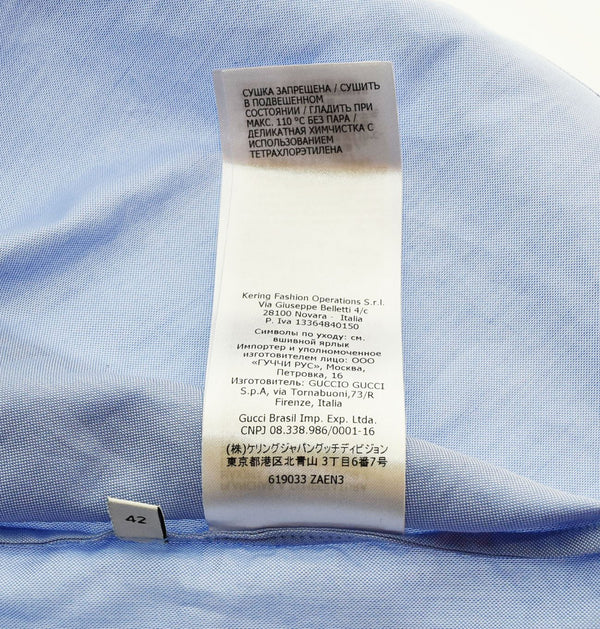 СУШКА ЗАПРЕЩЕНА / СУШИТЬ
В ПОДВЕШЕННОМ
СОСТОЯНИИ / ГЛАДИТЬ ПРИ
МАКС. 110 °C БЕЗ ПАРА /
ДЕЛИКАТНАЯ ХИМЧИСТКА С
ИСПОЛЬЗОВАНИЕМ
ТЕТРАХЛОРЭТИЛЕНА
Kering Fashion Operations S.r.l.
Via Giuseppe Belletti 4/c
28100 Novara - Italia
P. Iva 13364840150
Символы по уходу: см.
вшивной ярлык
Импортер и уполномоченное
изготовителем лицо: ООО
«ГУЧЧИ РУС», Москва,
Петровка, 16
Изготовитель: GUCCIO GUCCI
S.p.A, via Tornabuoni,73/R
Firenze, Italia
Gucci Brasil Imp. Exp. Ltda.
CNPJ 08.338.986/0001-16
(株)ケリングジャパングッチディビジョン
東京都港区北青山 3丁目6番7号
619033 ZAEN3
42